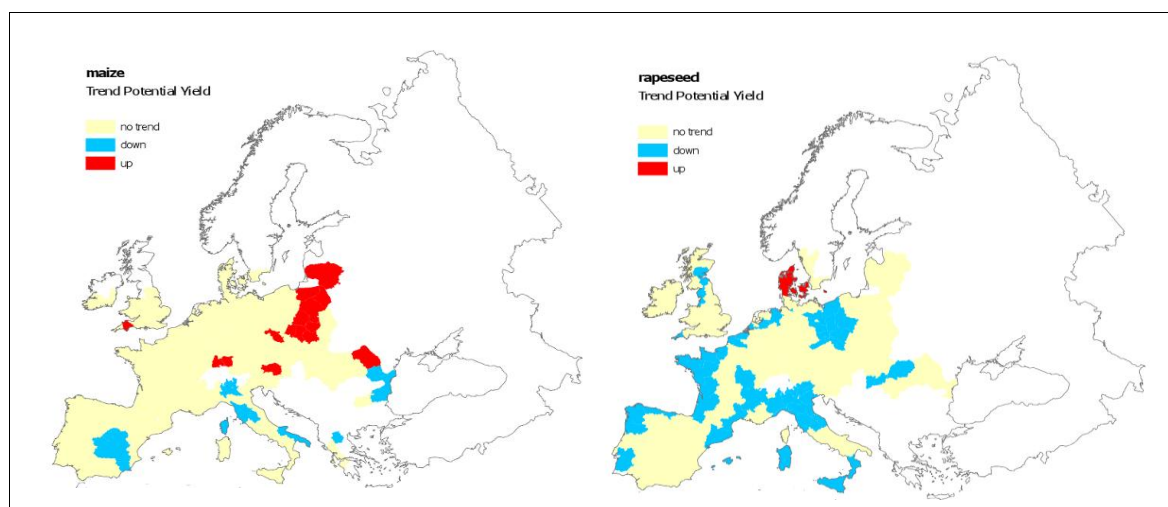 maize
Trend Potential Yield
no trend
down
up
rapeseed
Trend Potential Yield
no trend
down
up